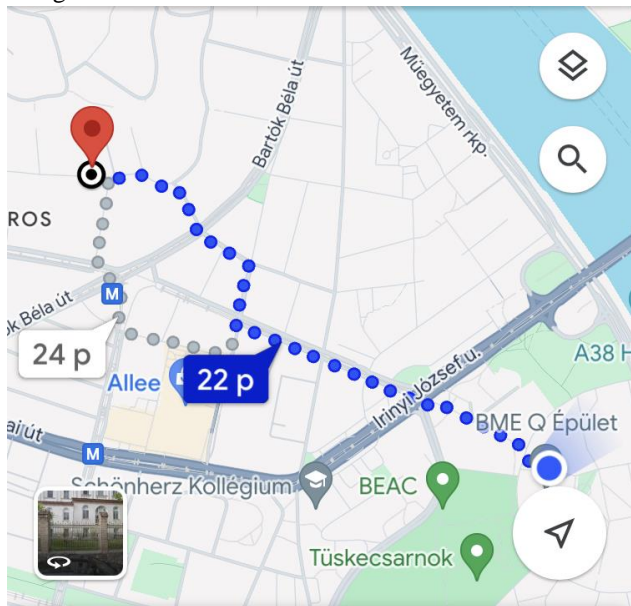 Bartók Béla út
Műegyetem rkp.
ROS
M
k Béla út
24 p
22 p
Allee
A38 H
Irinyi József u.
BME Q Épület
ai út
M
Schönherz Kollégium
BEAC
Tüskecsarnok